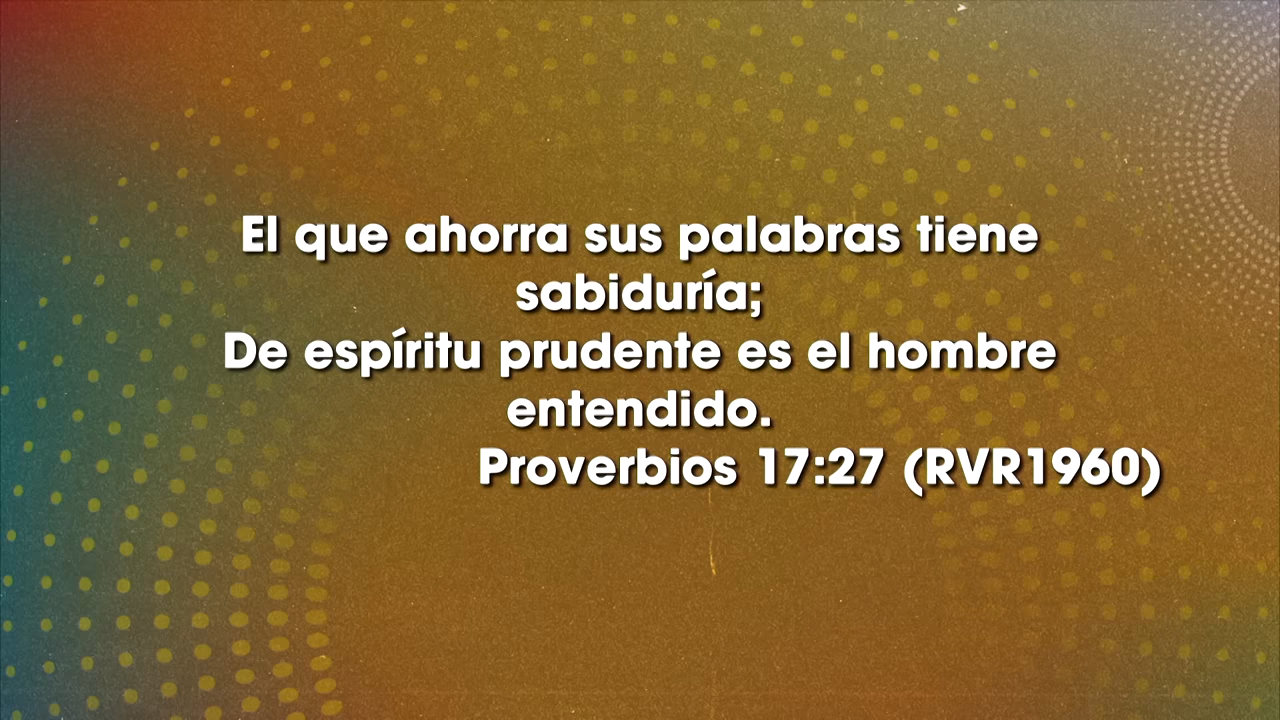 El que ahorra sus palabras tiene
sabiduría;
De espíritu prudente es el hombre
entendido.
Proverbios 17:27 (RVR1960)